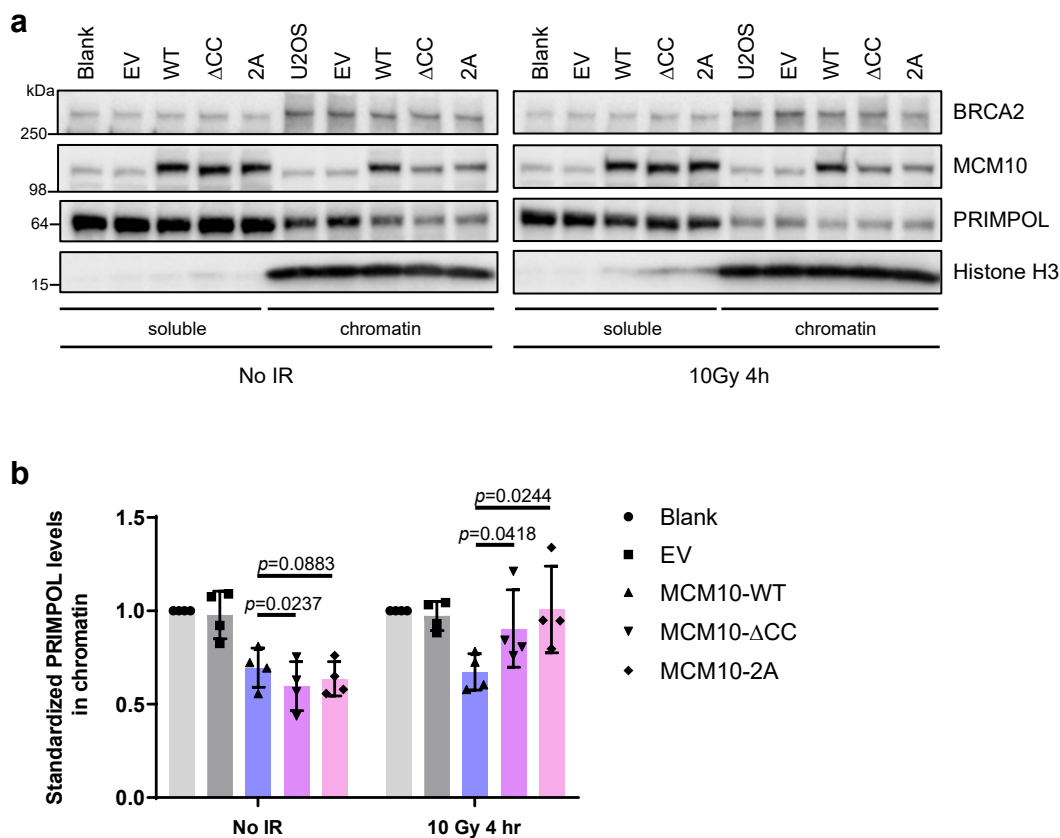 a
Blank EV WT ΔCC 2A U2OS EV WT ΔCC 2A Blank EV WT ΔCC 2A U2OS EV WT ΔCC 2A
kDa
250
BRCA2
98
MCM10
64
PRIMPOL
15
Histone H3
soluble chromatin soluble chromatin
No IR 10Gy 4h
b
Standardized PRIMPOL levels
in chromatin
1.5
1.0
0.5
0.0
p=0.0883
p=0.0237
p=0.0244
p=0.0418
No IR 10 Gy 4 hr
Blank
EV
MCM10-WT
MCM10-ΔCC
MCM10-2A